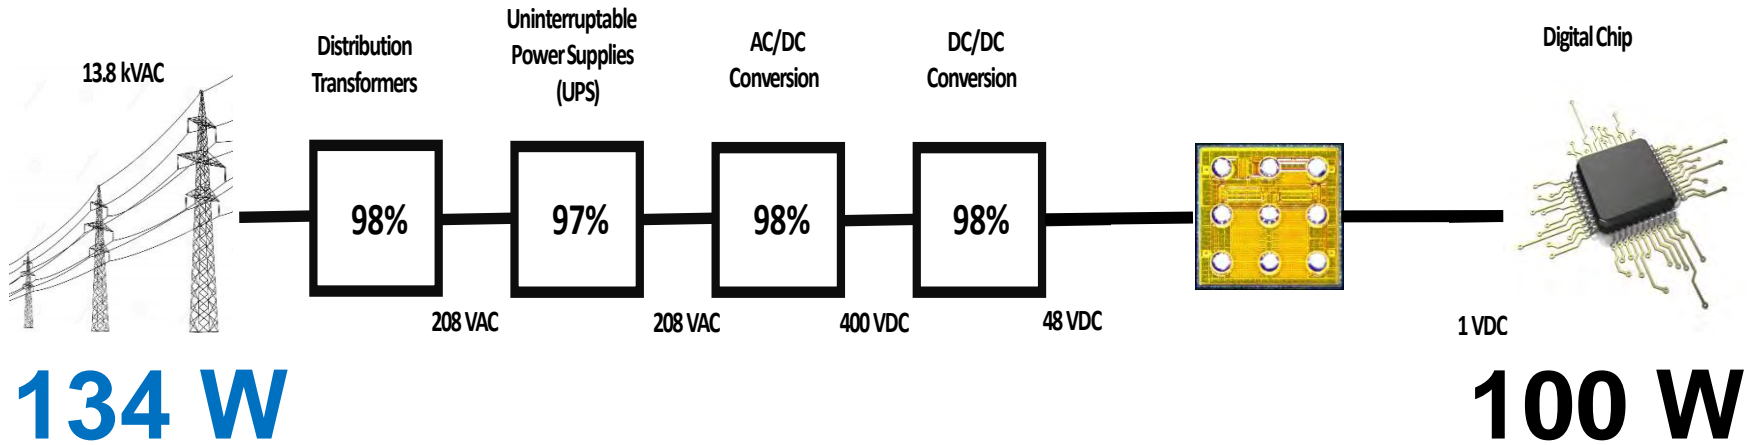 13.8 kVAC
Distribution
Transformers
Uninterruptable
Power Supplies
(UPS)
AC/DC
Conversion
DC/DC
Conversion
Digital Chip
98%
97%
98%
98%
208 VAC
208 VAC
400 VDC
48 VDC
1 VDC
134 W
100 W